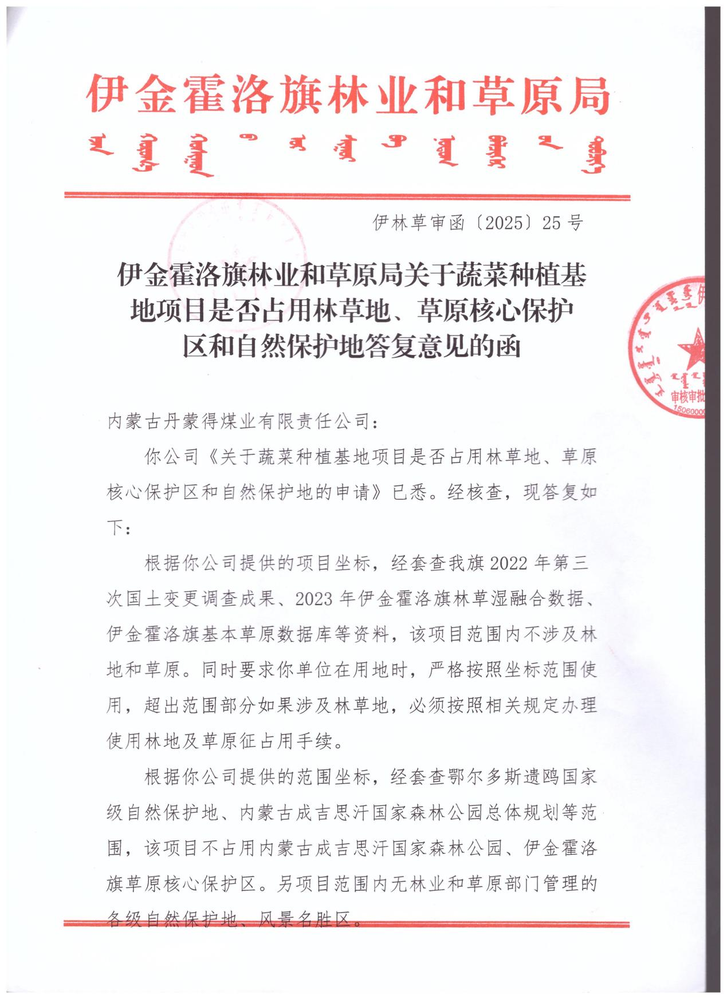 伊金霍洛旗林业和草原局
伊林草审函〔2025〕25号
伊金霍洛旗林业和草原局关于蔬菜种植基
地项目是否占用林草地、草原核心保护
区和自然保护地答复意见的函
内蒙古丹蒙得煤业有限责任公司：
你公司《关于蔬菜种植基地项目是否占用林草地、草原
核心保护区和自然保护地的申请》已悉。经核查，现答复如
下：
根据你公司提供的项目坐标，经套查我旗2022年第三
次国土变更调查成果、2023年伊金霍洛旗林草湿融合数据、
伊金霍洛旗基本草原数据库等资料，该项目范围内不涉及林
地和草原。同时要求你单位在用地时，严格按照坐标范围使
用，超出范围部分如果涉及林草地，必须按照相关规定办理
使用林地及草原征占用手续。
根据你公司提供的范围坐标，经套查鄂尔多斯遗鸥国家
级自然保护地、内蒙古成吉思汗国家森林公园总体规划等范
围，该项目不占用内蒙古成吉思汗国家森林公园、伊金霍洛
旗草原核心保护区。另项目范围内无林业和草原部门管理的
各级自然保护地、风景名胜区。
审核审批
1506000